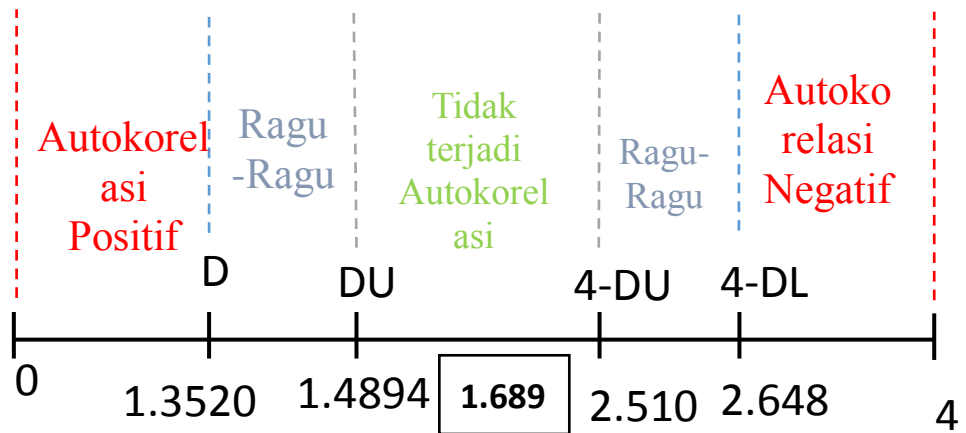 Autokorel
asi
Positif
Ragu
-Ragu
Tidak
terjadi
Autokorel
asi
Ragu-
Ragu
Autoko
relasi
Negatif
D
DU
4-DU
4-DL
0
1.3520
1.4894
1.689
2.510
2.648
4